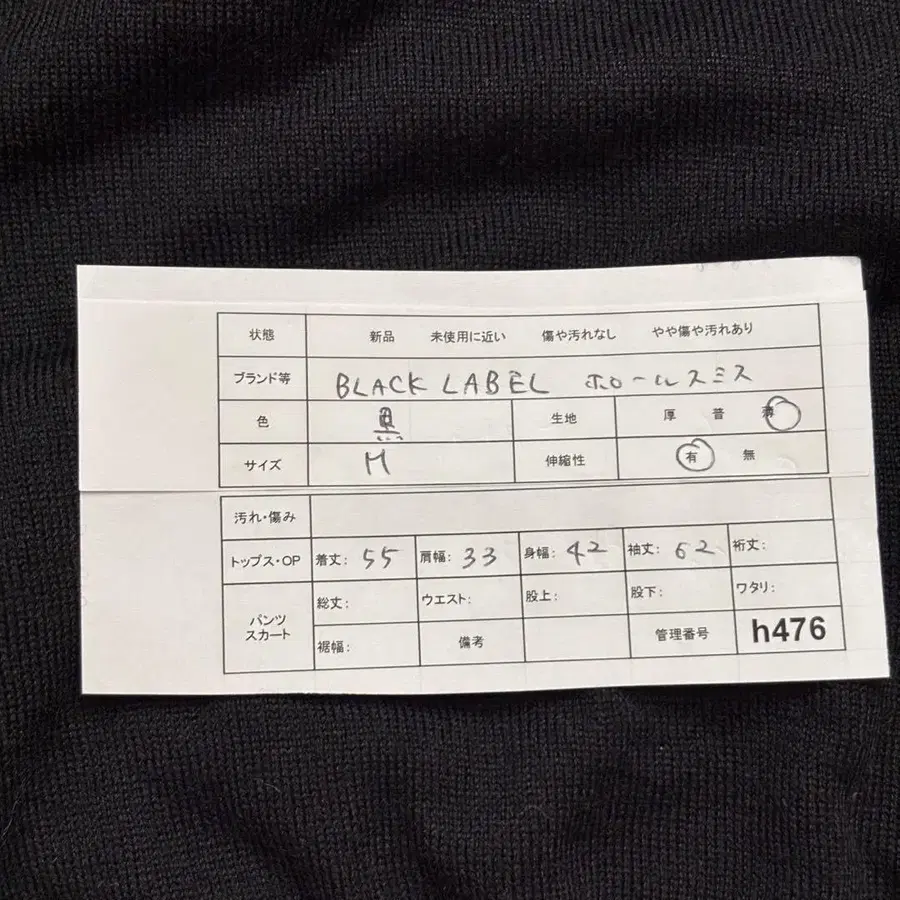 状態 新品 未使用に近い 傷や汚れなし やや傷や汚れあり
ブランド等 BLACK LABEL ポールスミス
色 黒 生地 厚 普 薄
サイズ M 伸縮性 有 無
汚れ・傷み
トップス・OP 着丈: 55 肩幅: 33 身幅: 42 袖丈: 62 裄丈:
パンツ スカート
総丈: ウエスト: 股上: 股下: ワタリ:
裾幅: 備考 管理番号 h476